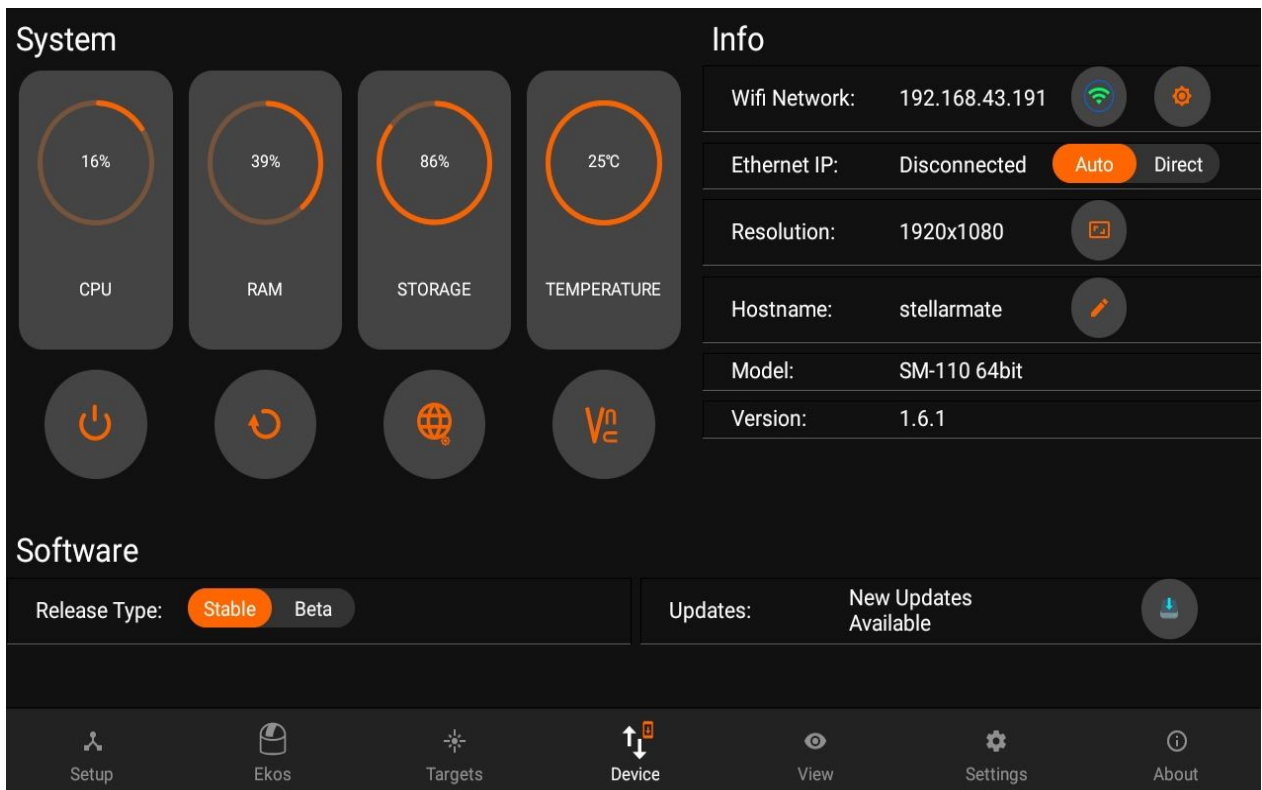 System
16%
CPU
39%
RAM
86%
STORAGE
25°C
TEMPERATURE
Vnc
Info
Wifi Network: 192.168.43.191
Ethernet IP: Disconnected Auto Direct
Resolution: 1920x1080
Hostname: stellarmate
Model: SM-110 64bit
Version: 1.6.1
Software
Release Type: Stable Beta
Updates: New Updates
Available
Setup Ekos Targets Device View Settings About